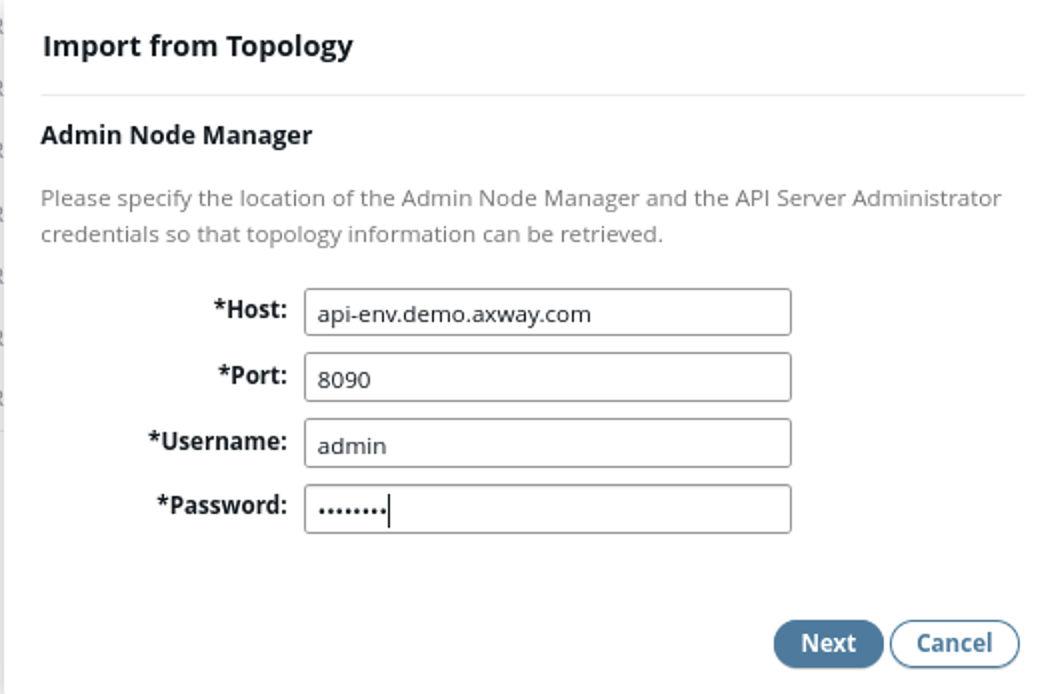 Import from Topology
Admin Node Manager
Please specify the location of the Admin Node Manager and the API Server Administrator
credentials so that topology information can be retrieved.
*Host: api-env.demo.axway.com
*Port: 8090
*Username: admin
*Password: ••••••••
Next Cancel